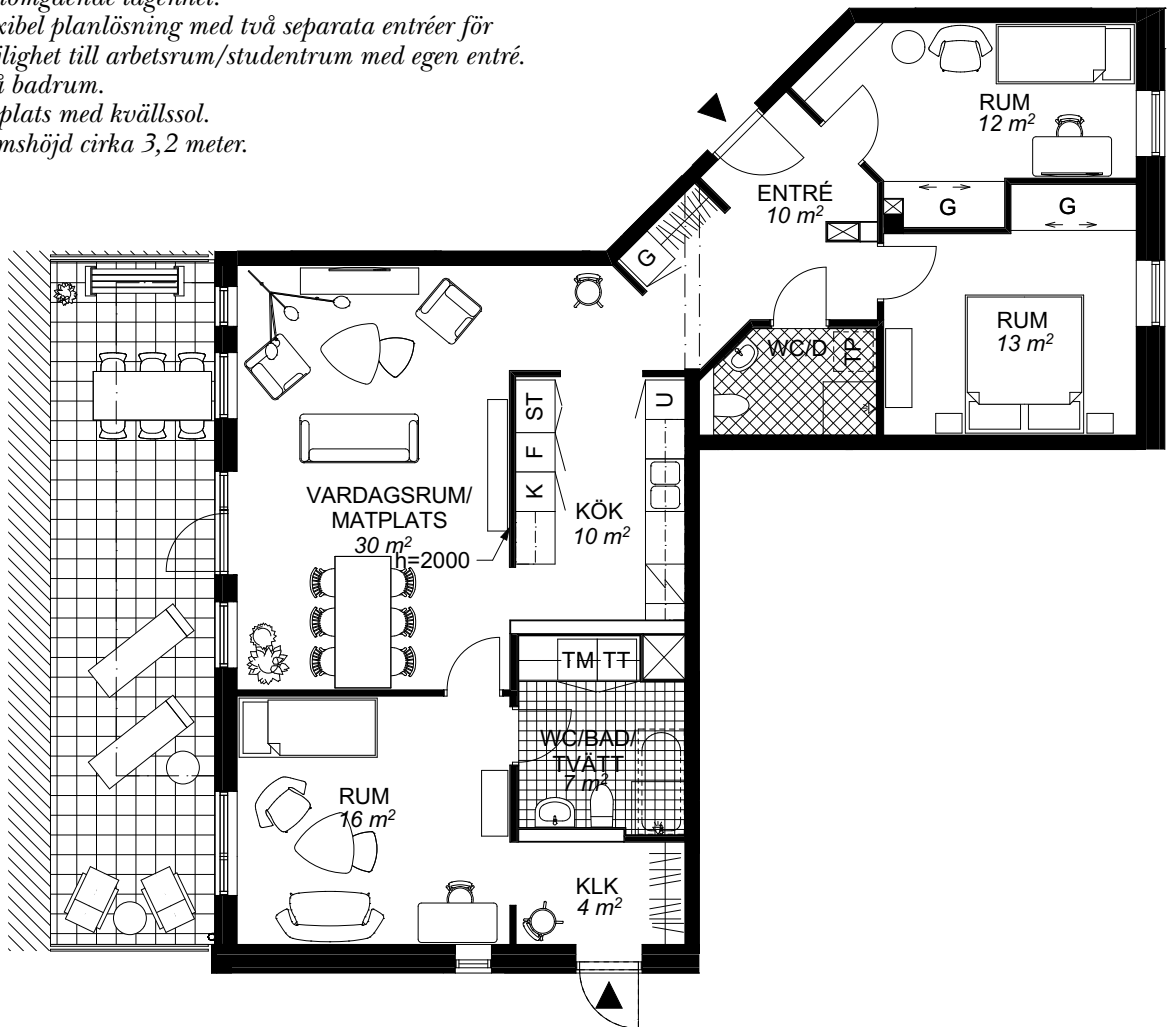 xibel planlösning med två separata entréer för
jlighet till arbetsrum/studentrum med egen entré.
badrum.
plats med kvällssol.
mshöjd cirka 3,2 meter.
RUM
12 m²
ENTRÉ
10 m²
G
G
G
RUM
13 m²
WC/D
TP
ST
U
F
K
VARDAGSRUM/
MATPLATS
30 m²
h=2000
KÖK
10 m²
TM TT
WC/BAD/
TVÄTT
7 m²
RUM
16 m²
KLK
4 m²